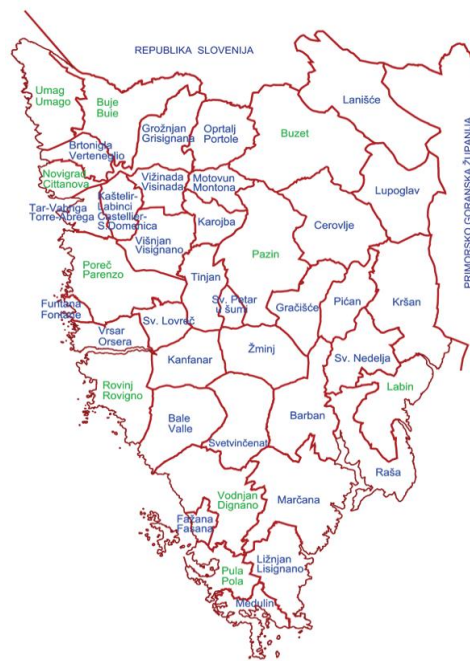 REPUBLIKA SLOVENIJA
Umag
Umago
Buje
Buie
Lanišće
Grožnjan
Grisignana
Oprtalj
Portole
Buzet
PRIMORSKO GORANSKA ŽUPANIJA
Brtonigla
Verteneglio
Novigrad
Cittanova
Vižinada
Visinada
Motovun
Montona
Lupoglav
Kaštelir-
Labinci
Castellier-
S.Domenica
Tar-Vabriga
Torre-Abrega
Karojba
Cerovlje
Višnjan
Visignano
Pazin
Poreč
Parenzo
Tinjan
Sv. Petar
u šumi
Gračišće
Pićan
Kršan
Funtana
Fontane
Vrsar
Orsera
Sv. Lovreč
Kanfanar
Žminj
Sv. Nedelja
Rovinj
Rovigno
Labin
Bale
Valle
Barban
Svetvinčenat
Raša
Vodnjan
Dignano
Marčana
Fažana
Fasana
Ližnjan
Lisignano
Pula
Pola
Medulin